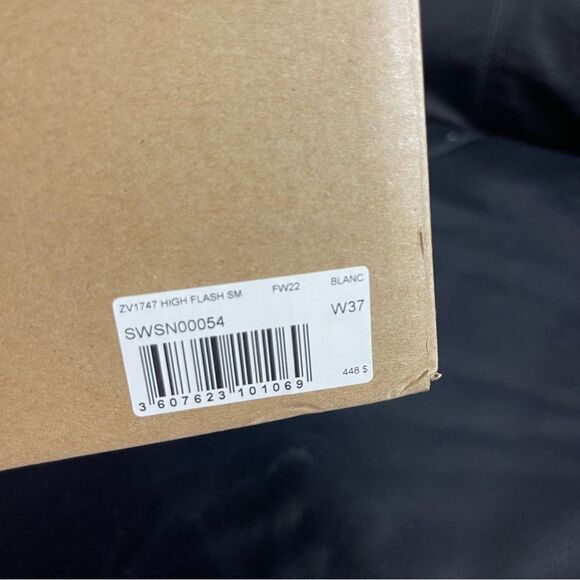 ZV1747 HIGH FLASH SM FW22 BLANC
SWSN00054 W37
448 $
3 607623 101069